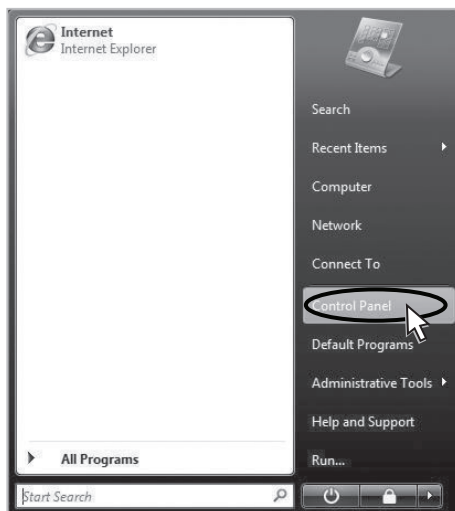 Internet
Internet Explorer
All Programs
Start Search
Search
Recent Items
Computer
Network
Connect To
Control Panel
Default Programs
Administrative Tools
Help and Support
Run...